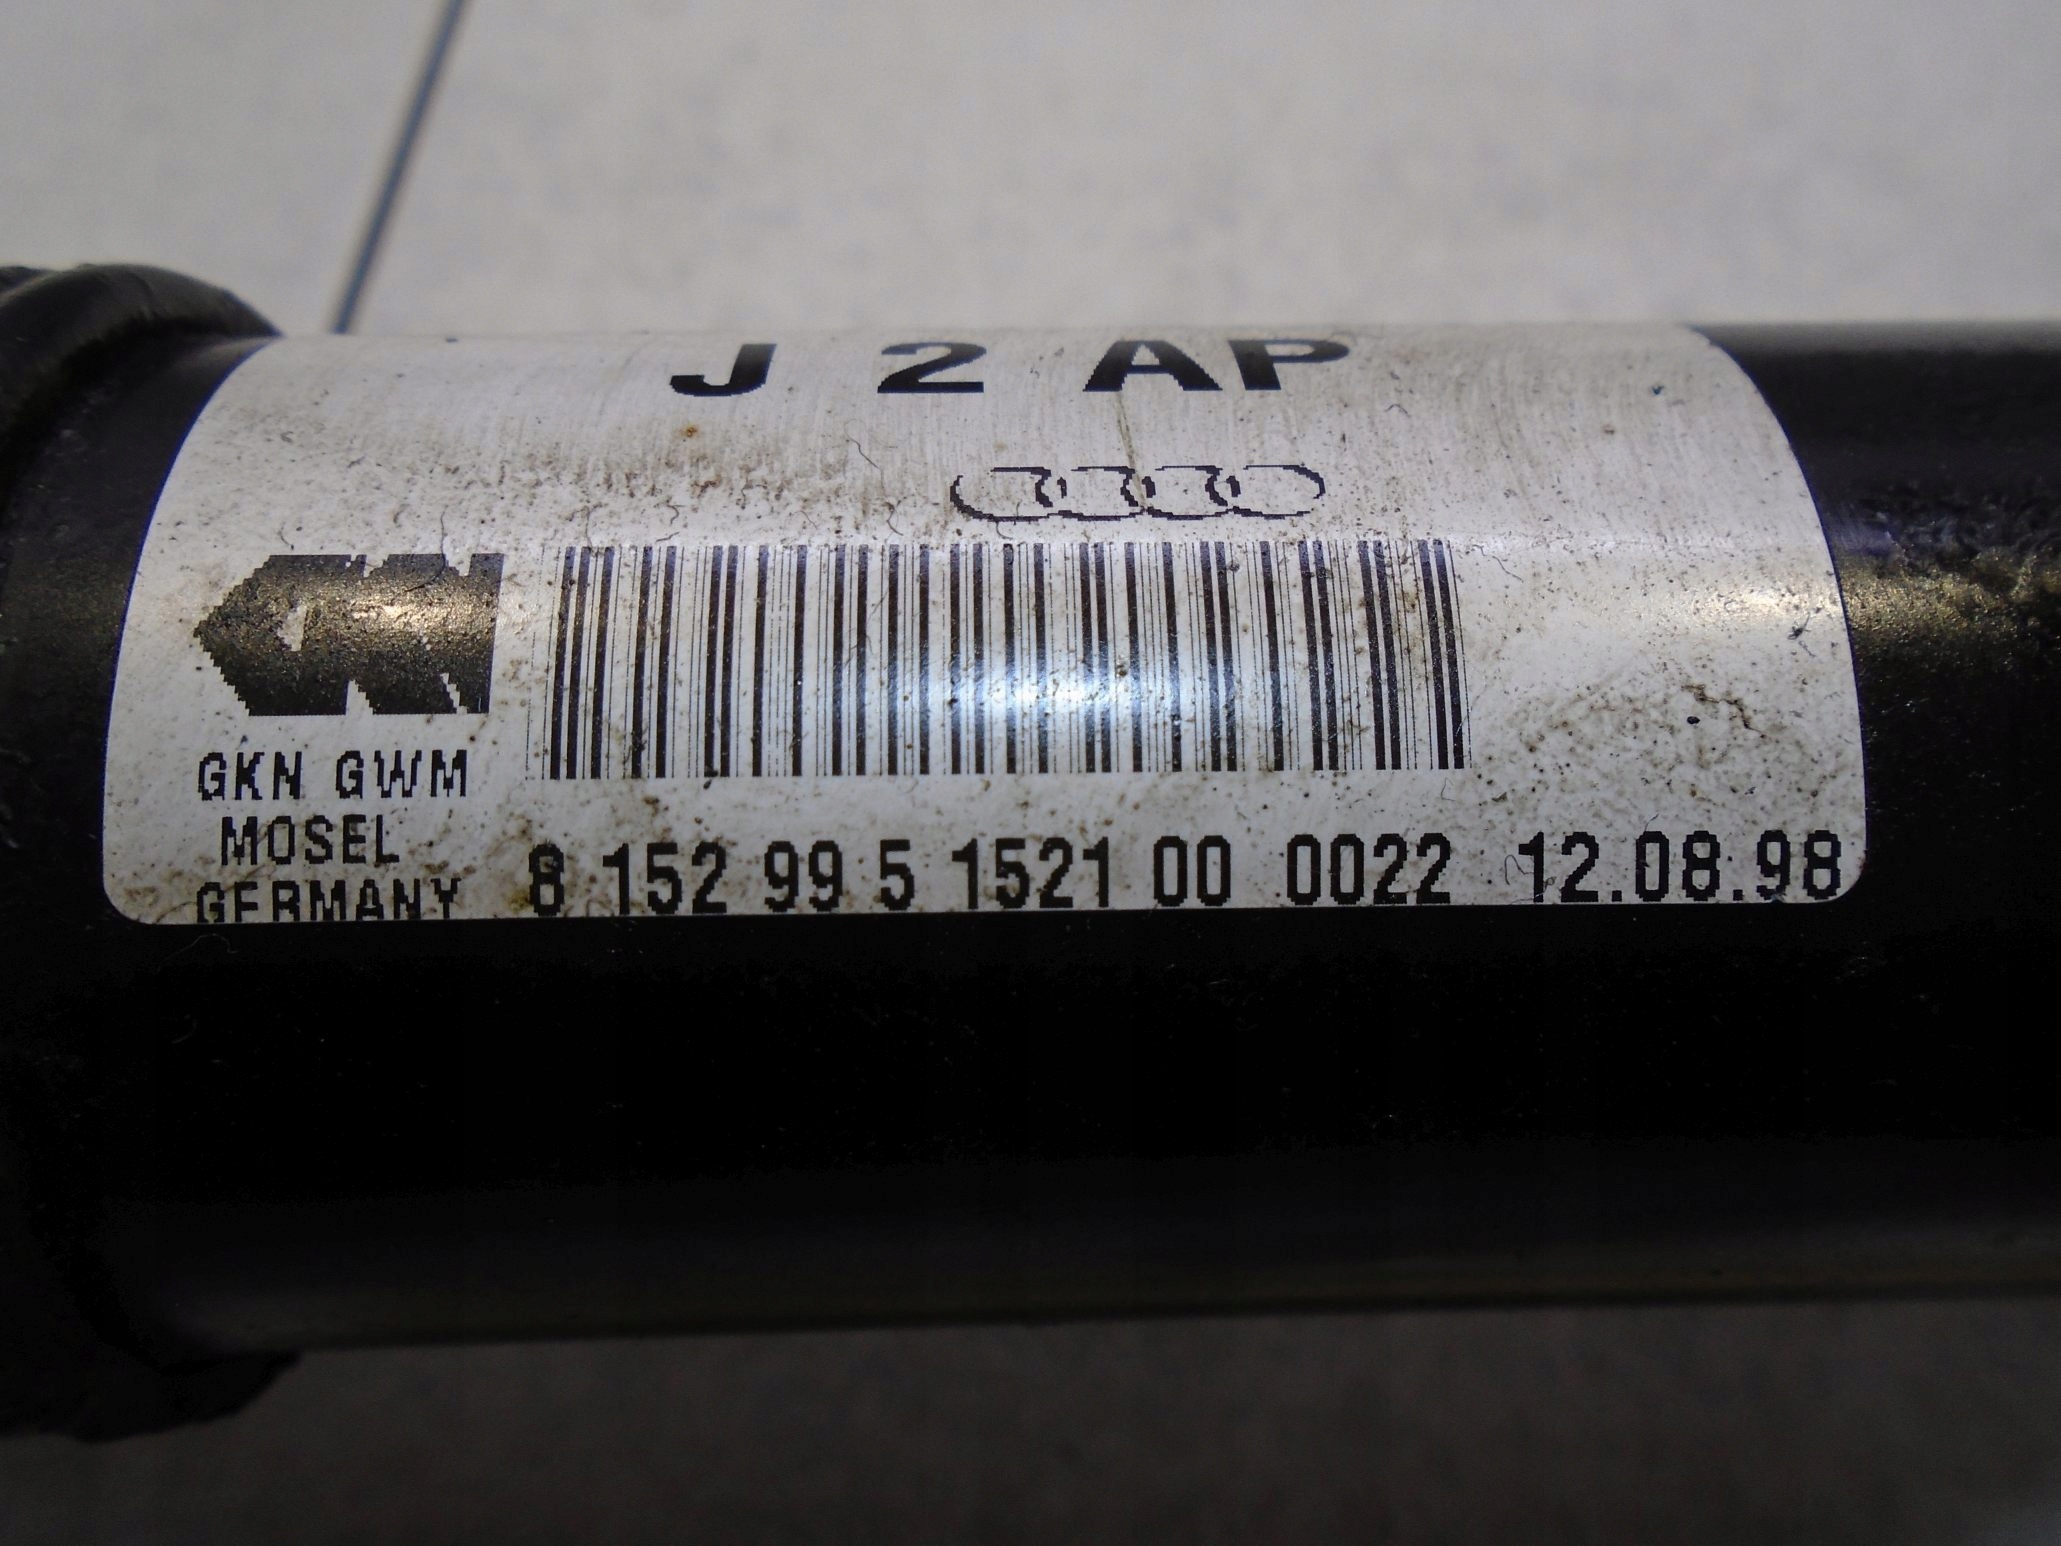 J 2 AP
GKN GWM
MOSEL
GERMANY
8 152 99 5 1521 00 0022 12.08.98